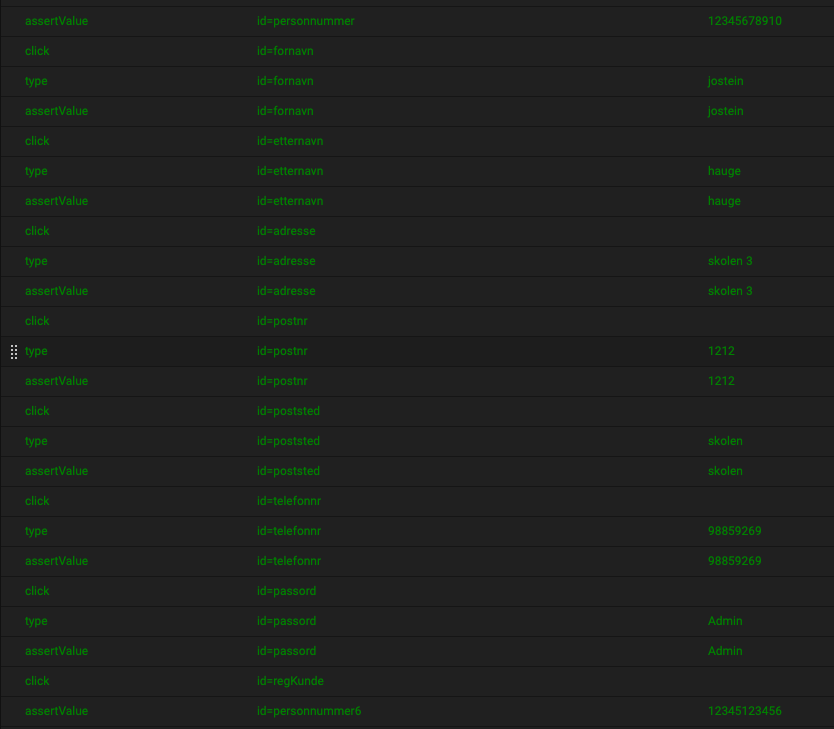 assertValue id=personnummer 12345678910
click id=fornavn
type id=fornavn jostein
assertValue id=fornavn jostein
click id=etternavn
type id=etternavn hauge
assertValue id=etternavn hauge
click id=adresse
type id=adresse skolen 3
assertValue id=adresse skolen 3
click id=postnr
type id=postnr 1212
assertValue id=postnr 1212
click id=poststed
type id=poststed skolen
assertValue id=poststed skolen
click id=telefonnr
type id=telefonnr 98859269
assertValue id=telefonnr 98859269
click id=passord
type id=passord Admin
assertValue id=passord Admin
click id=regKunde
assertValue id=personnummer6 12345123456